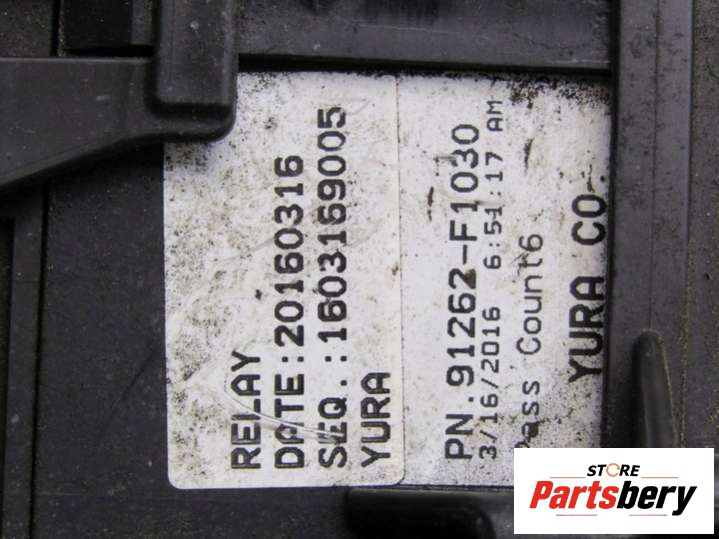 RELAY
DATE:20160316
SEQ.:1603169005
YURA
PN.91262-F1030
3/16/2016 6:51:17 AM
Pass Count6
YURA CO.
STORE
Partsbery